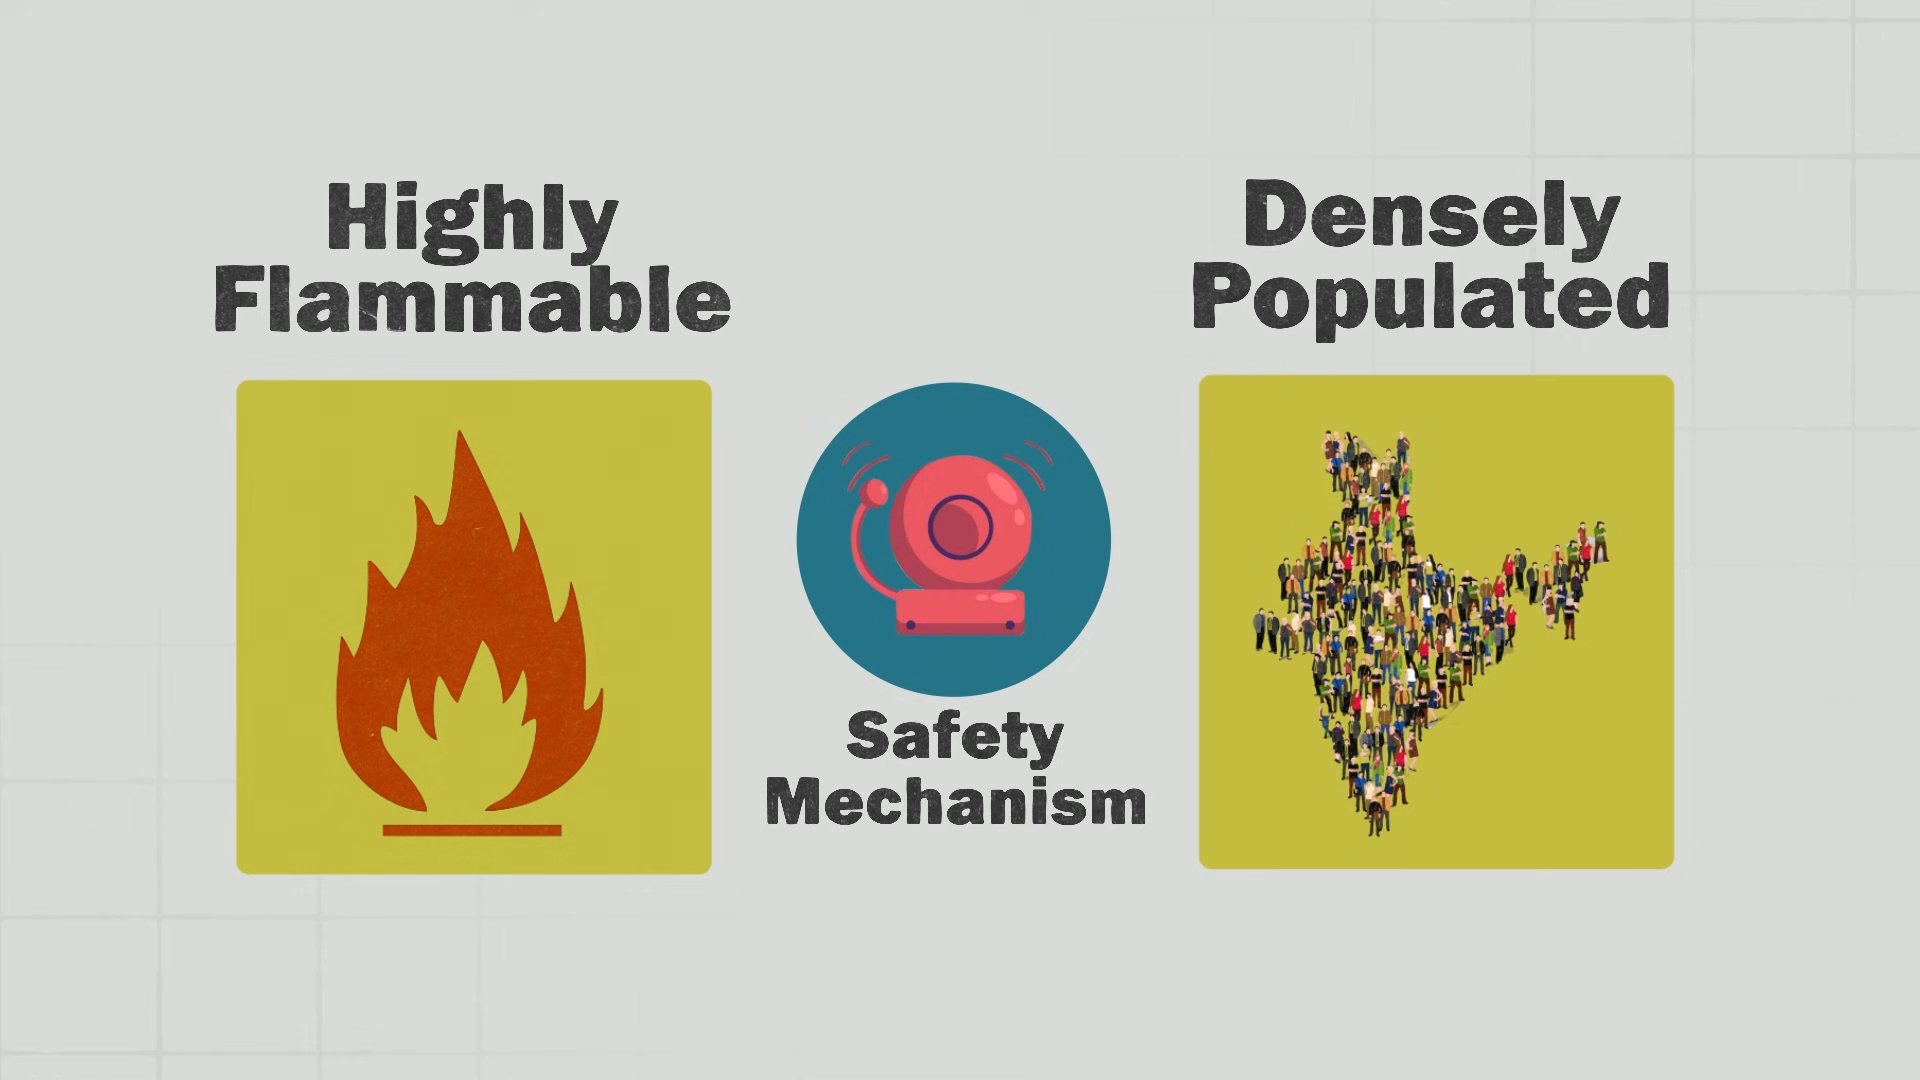 Highly
Flammable
Densely
Populated
Safety
Mechanism